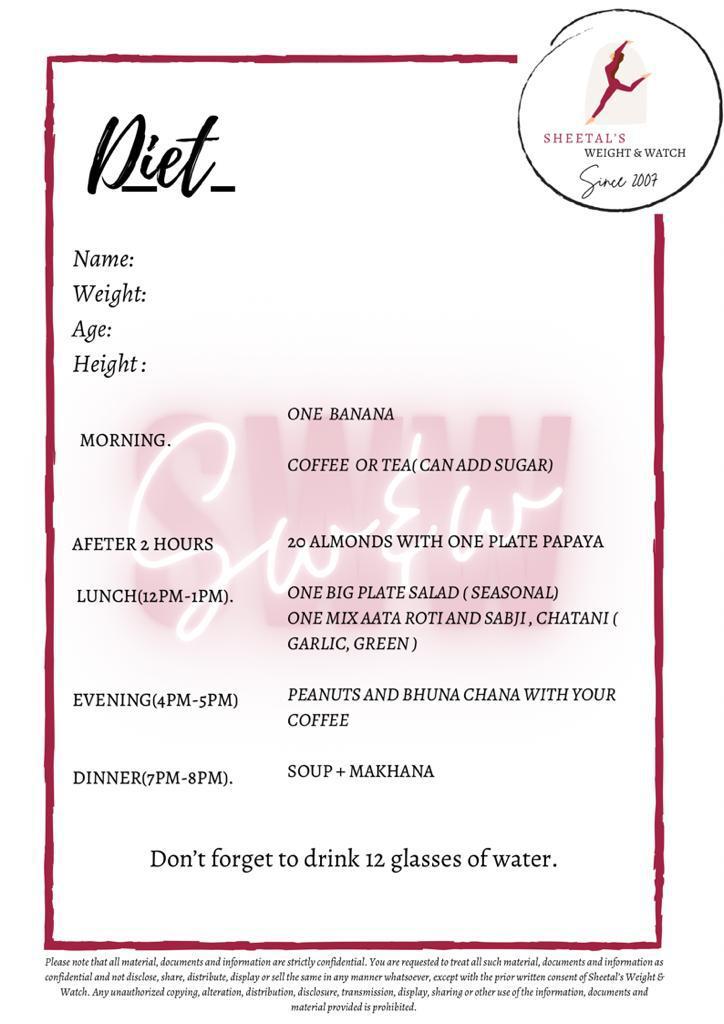 SHEETAL'S
WEIGHT & WATCH
Since 2007
Diet_
Name:
Weight:
Age:
Height :
MORNING.
ONE BANANA
COFFEE OR TEA( CAN ADD SUGAR)
AFETER 2 HOURS
20 ALMONDS WITH ONE PLATE PAPAYA
LUNCH(12PM-1PM).
ONE BIG PLATE SALAD ( SEASONAL)
ONE MIX AATA ROTI AND SABJI , CHATANI (
GARLIC, GREEN )
EVENING(4PM-5PM)
PEANUTS AND BHUNA CHANA WITH YOUR
COFFEE
DINNER(7PM-8PM).
SOUP + MAKHANA
SWW
Sw&w
Don't forget to drink 12 glasses of water.
Please note that all material, documents and information are strictly confidential. You are requested to treat all such material, documents and information as
confidential and not disclose, share, distribute, display or sell the same in any manner whatsoever, except with the prior written consent of Sheetal's Weight &
Watch. Any unauthorized copying, alteration, distribution, disclosure, transmission, display, sharing or other use of the information, documents and
material provided is prohibited.